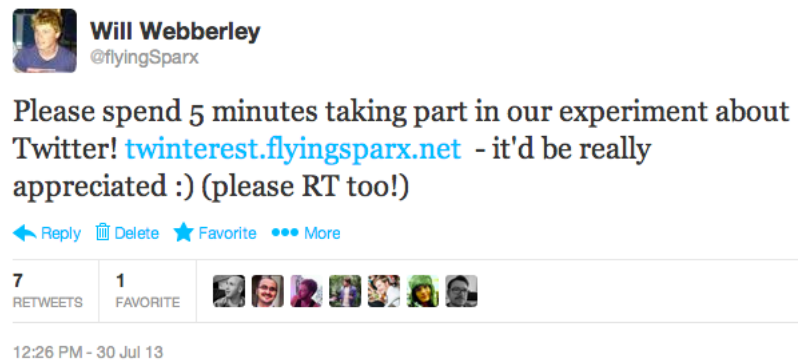 Will Webberley
@flyingSparx
Please spend 5 minutes taking part in our experiment about
Twitter! twinterest.flyingsparx.net - it'd be really
appreciated :) (please RT too!)
Reply Delete Favorite More
7 1
RETWEETS FAVORITE
12:26 PM - 30 Jul 13